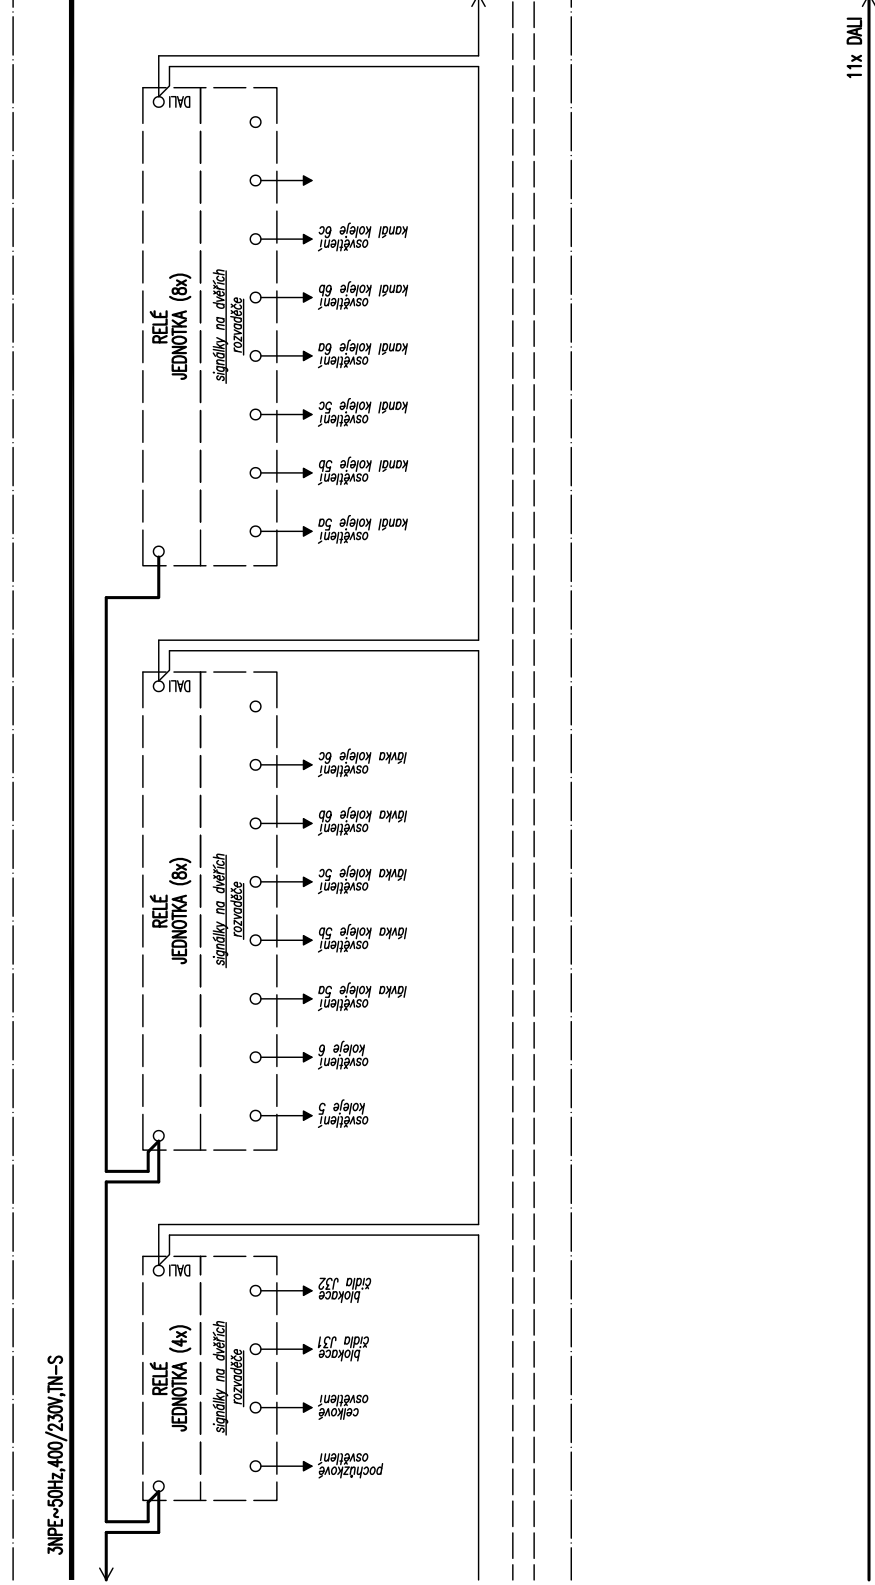 11x DALI
3NPE~50Hz,400/230V,TN-S
DALI
RELÉ
JEDNOTKA (8x)
signálky na dvěřích
rozvaděče
osvětlení
kanál koleje 6c
osvětlení
kanál koleje 6b
osvětlení
kanál koleje 6a
osvětlení
kanál koleje 5c
osvětlení
kanál koleje 5b
osvětlení
kanál koleje 5a
DALI
RELÉ
JEDNOTKA (8x)
signálky na dvěřích
rozvaděče
osvětlení
lávka koleje 6c
osvětlení
lávka koleje 6b
osvětlení
lávka koleje 5c
osvětlení
lávka koleje 5b
osvětlení
lávka koleje 5a
osvětlení
koleje 6
osvětlení
koleje 5
DALI
RELÉ
JEDNOTKA (4x)
signálky na dvěřích
rozvaděče
blokace
čidla J32
blokace
čidla J31
celkové
osvětlení
pochůzkové
osvětlení